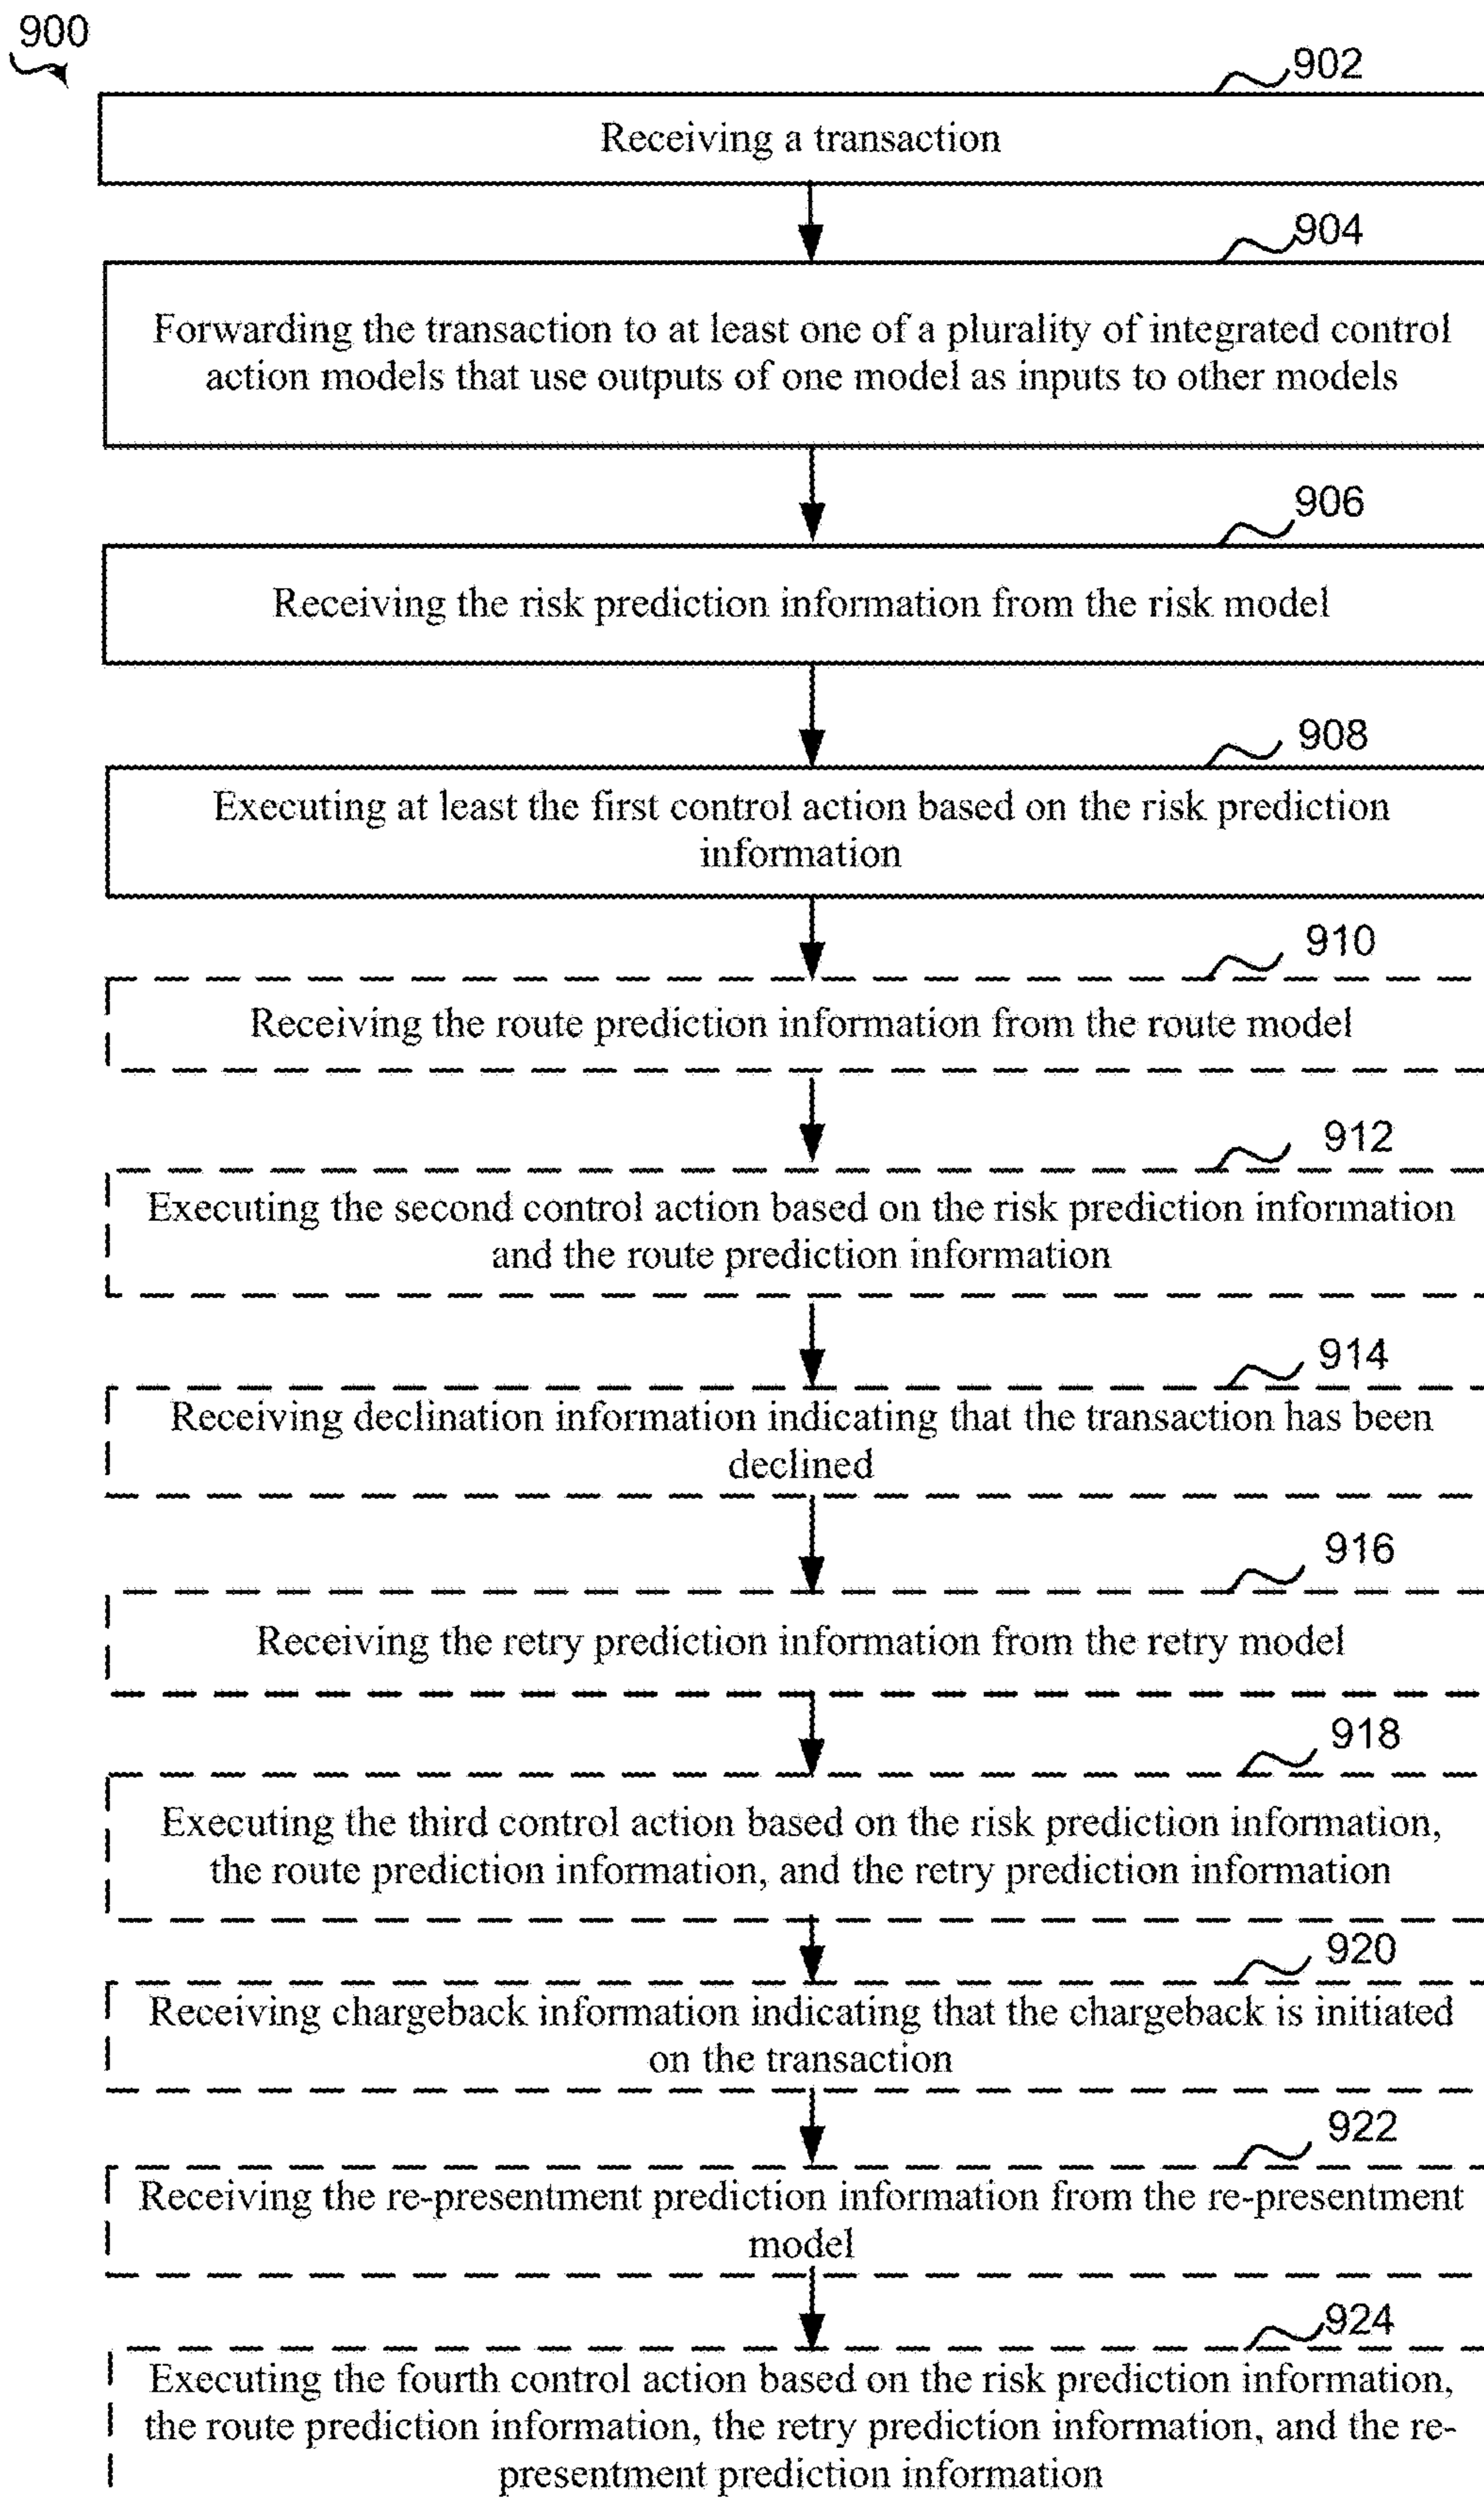 900
902
Receiving a transaction
904
Forwarding the transaction to at least one of a plurality of integrated control
action models that use outputs of one model as inputs to other models
906
Receiving the risk prediction information from the risk model
908
Executing at least the first control action based on the risk prediction
information
910
Receiving the route prediction information from the route model
912
Executing the second control action based on the risk prediction information
and the route prediction information
914
Receiving declination information indicating that the transaction has been
declined
916
Receiving the retry prediction information from the retry model
918
Executing the third control action based on the risk prediction information,
the route prediction information, and the retry prediction information
920
Receiving chargeback information indicating that the chargeback is initiated
on the transaction
922
Receiving the re-presentment prediction information from the re-presentment
model
924
Executing the fourth control action based on the risk prediction information,
the route prediction information, the retry prediction information, and the re-
presentment prediction information